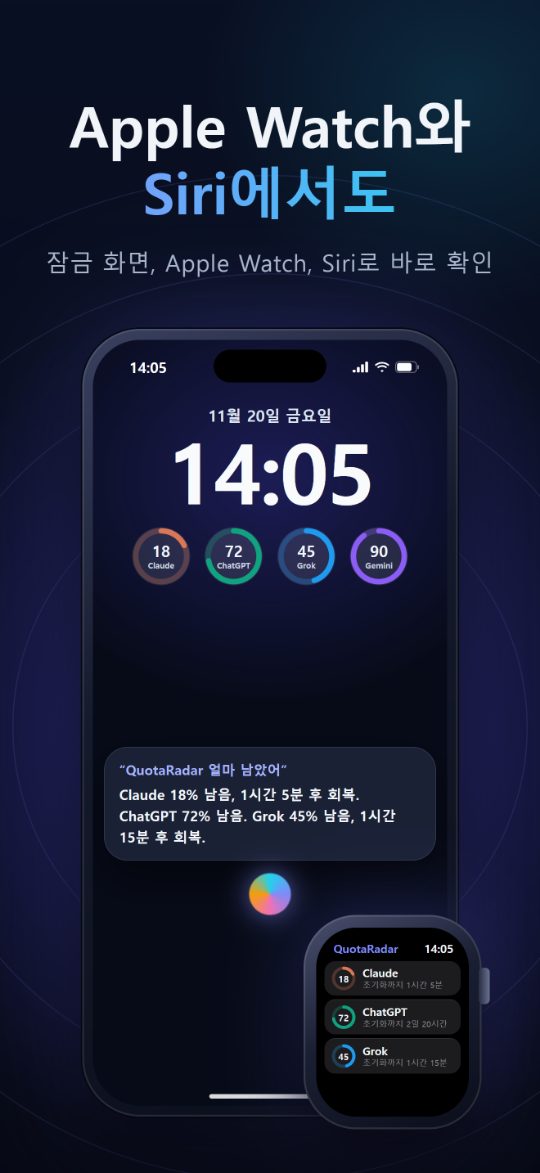 Apple Watch와
Siri에서도
잠금 화면, Apple Watch, Siri로 바로 확인
14:05
11월 20일 금요일
14:05
18
Claude
72
ChatGPT
45
Grok
90
Gemini
“QuotaRadar 얼마 남았어”
Claude 18% 남음, 1시간 5분 후 회복.
ChatGPT 72% 남음. Grok 45% 남음, 1시간
15분 후 회복.
QuotaRadar 14:05
18 Claude
초기화까지 1시간 5분
72 ChatGPT
초기화까지 2일 20시간
45 Grok
초기화까지 1시간 15분